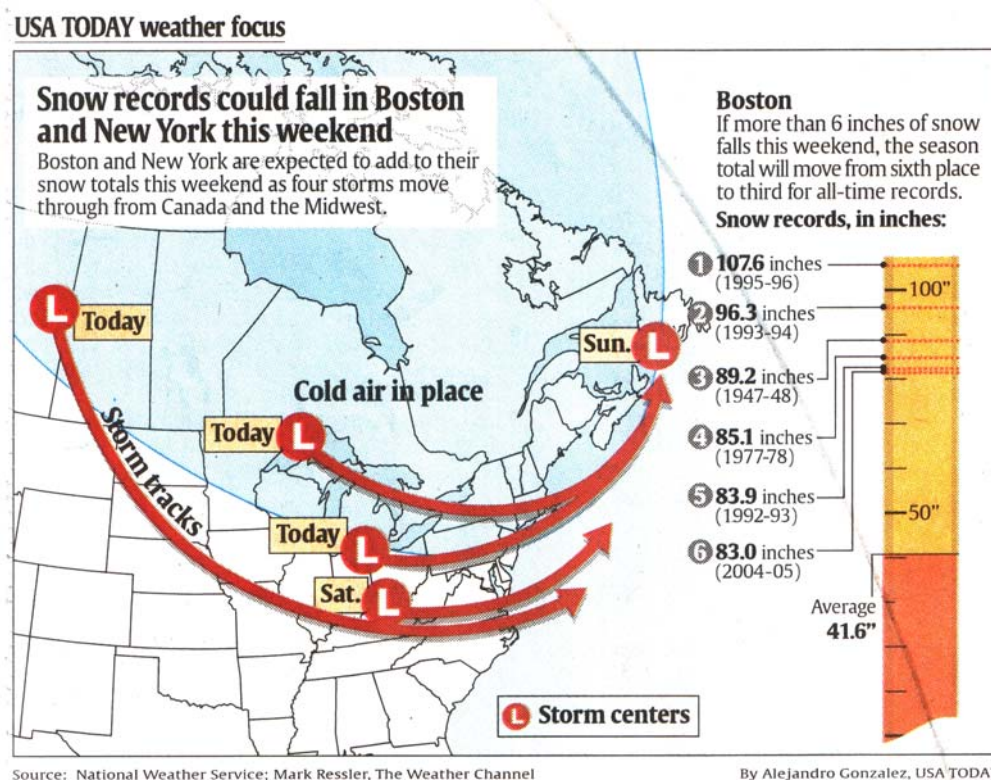 USA TODAY weather focus
Snow records could fall in Boston
and New York this weekend
Boston and New York are expected to add to their
snow totals this weekend as four storms move
through from Canada and the Midwest.
Today
Storm tracks
Today
Cold air in place
Today
Sat.
Sun.
L
L
L
L
L
L Storm centers
Boston
If more than 6 inches of snow
falls this weekend, the season
total will move from sixth place
to third for all-time records.
Snow records, in inches:
1 107.6 inches
(1995-96)
2 96.3 inches
(1993-94)
3 89.2 inches
(1947-48)
4 85.1 inches
(1977-78)
5 83.9 inches
(1992-93)
6 83.0 inches
(2004-05)
100"
50"
Average
41.6"
Source: National Weather Service; Mark Ressler, The Weather Channel
By Alejandro Gonzalez, USA TODAY